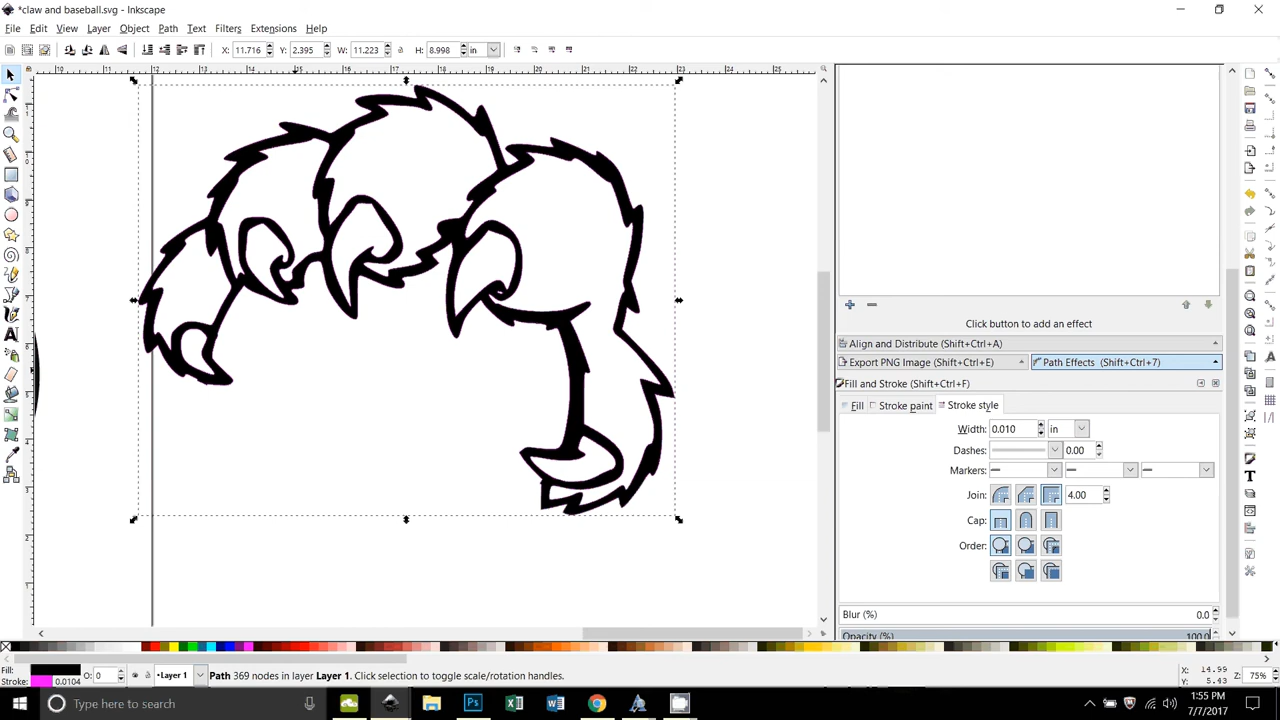 *claw and baseball.svg - Inkscape
File Edit View Layer Object Path Text Filters Extensions Help
X: 11.716 Y: 2.395 W: 11.223 H: 8.998 in
Click button to add an effect
Align and Distribute (Shift+Ctrl+A)
Export PNG Image (Shift+Ctrl+E) Path Effects (Shift+Ctrl+7)
Fill and Stroke (Shift+Ctrl+F)
Fill Stroke paint Stroke style
Width: 0.010 in
Dashes: 0.00
Markers:
Join: 4.00
Cap:
Order:
Blur (%) 0.0
Opacity (%) 100.0
Fill: O: 0 •Layer 1 Path 369 nodes in layer Layer 1. Click selection to toggle scale/rotation handles. X: 14.59 Z: 75%
Stroke: 0.0104 Y: 5.43
Type here to search
1:55 PM
7/7/2017